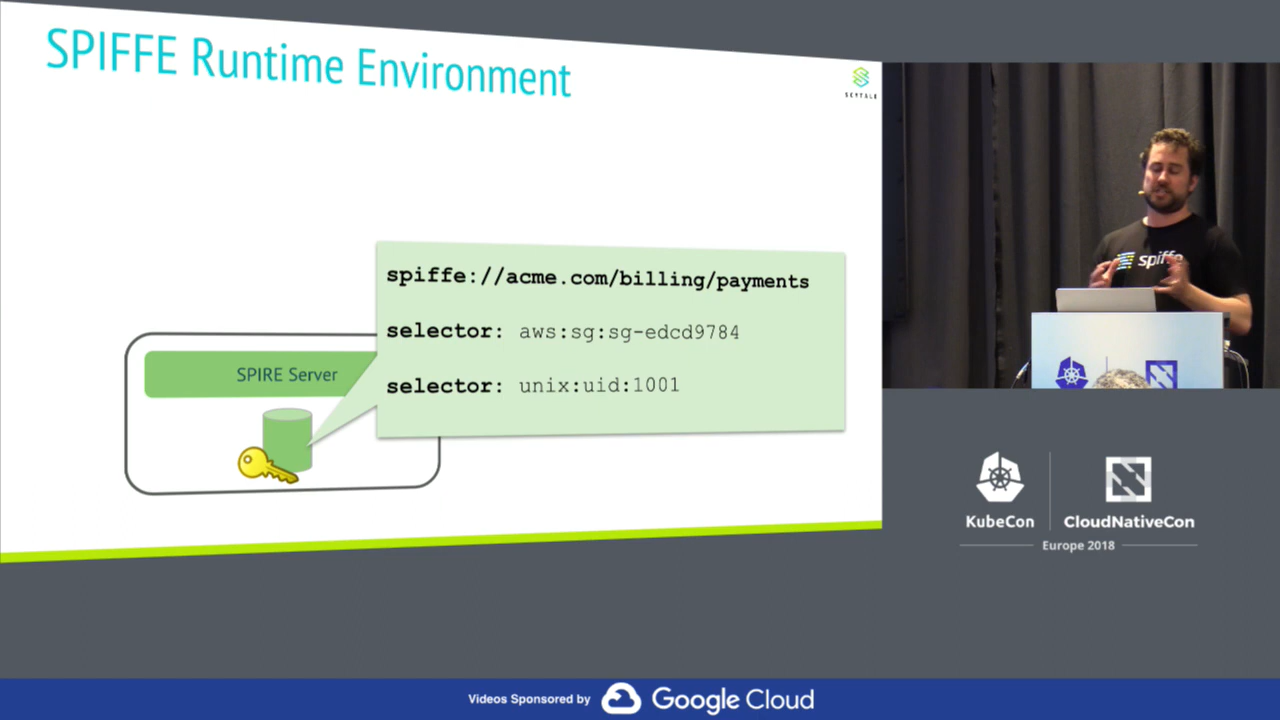 SPIFFE Runtime Environment
SCYTALE
spiffe://acme.com/billing/payments
selector: aws:sg:sg-edcd9784
selector: unix:uid:1001
SPIRE Server
spiffe
KubeCon
CloudNativeCon
Europe 2018
Videos Sponsored by Google Cloud